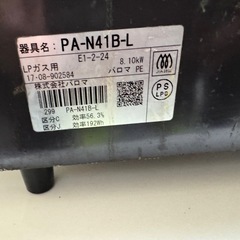 器具名: PA-N41B-L
E1-2-24
LPガス用 8.10kW
17-08-902584 パロマ PE
株式会社パロマ
299 PA-N41B-L
区分C 効率56.3%
区分J 効率192Wh
PS
LPG